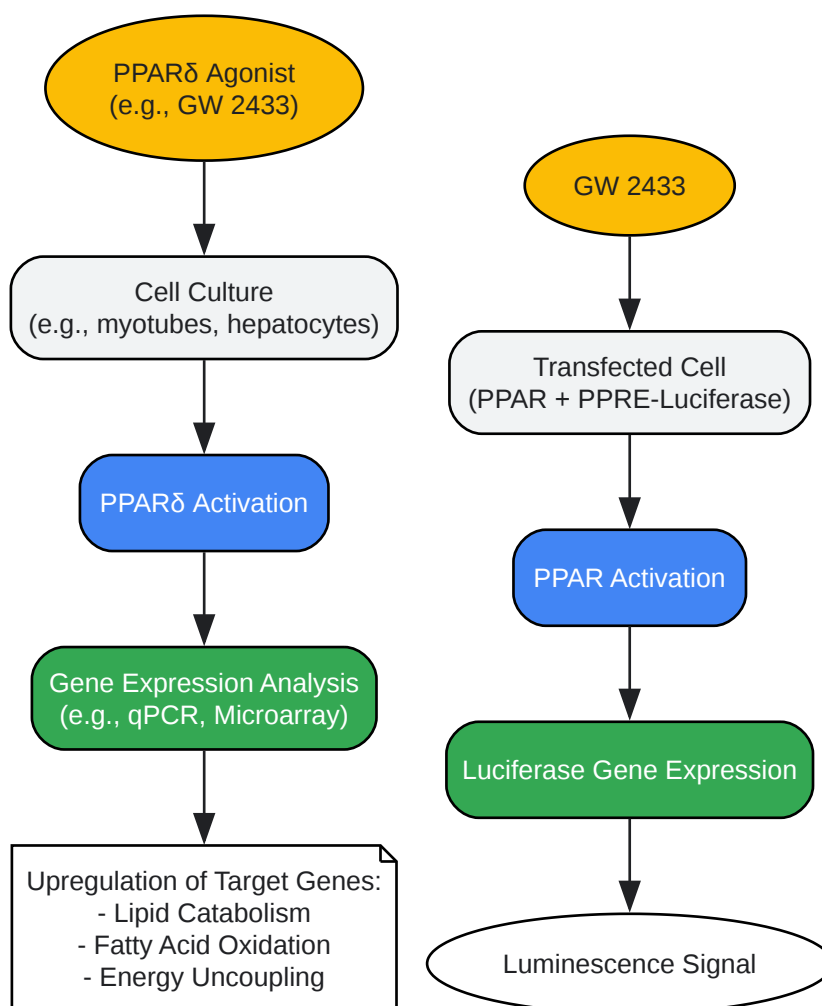 PPARδ Agonist
(e.g., GW 2433)
Cell Culture
(e.g., myotubes, hepatocytes)
PPARδ Activation
Gene Expression Analysis
(e.g., qPCR, Microarray)
Upregulation of Target Genes:
- Lipid Catabolism
- Fatty Acid Oxidation
- Energy Uncoupling
GW 2433
Transfected Cell
(PPAR + PPRE-Luciferase)
PPAR Activation
Luciferase Gene Expression
Luminescence Signal